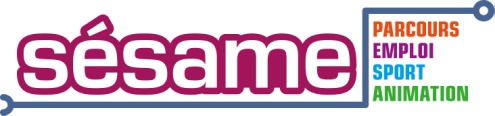 sésame
PARCOURS
EMPLOI
SPORT
ANIMATION